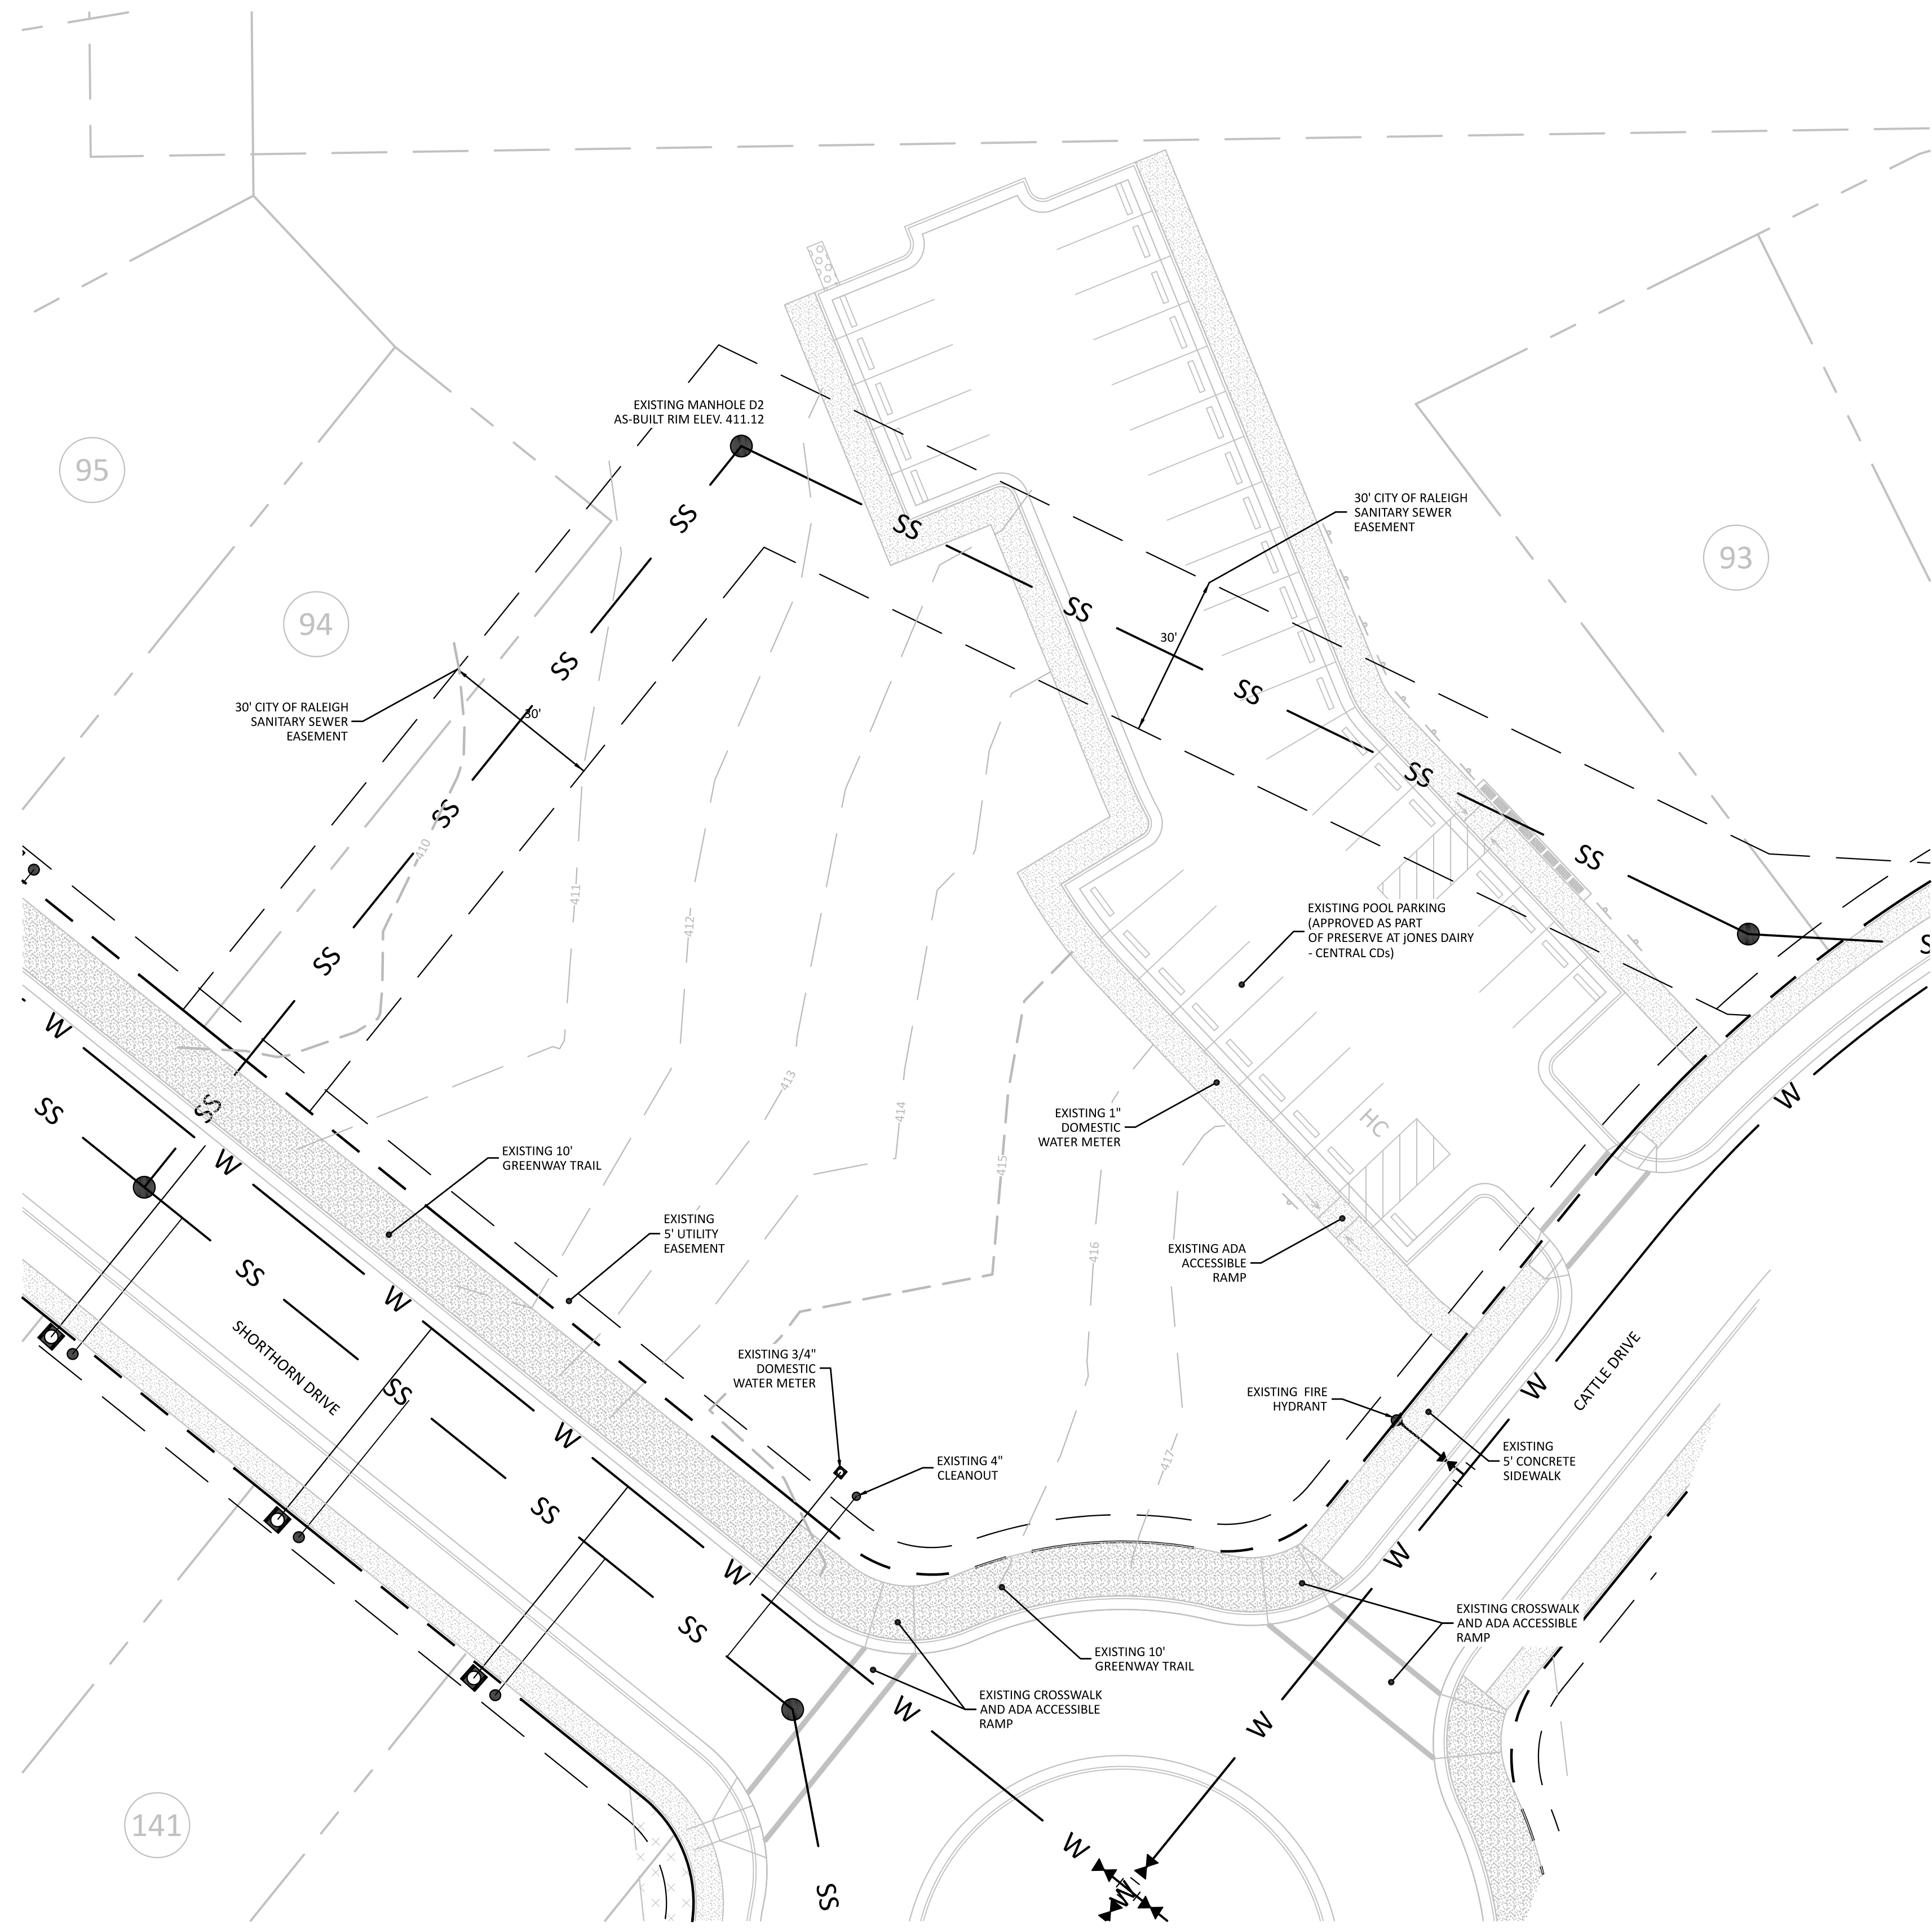 EXISTING MANHOLE D2
AS-BUILT RIM ELEV. 411.12
95
SS
SS
30' CITY OF RALEIGH
SANITARY SEWER
EASEMENT
93
94
SS
30'
SS
SS
30' CITY OF RALEIGH
SANITARY SEWER
EASEMENT
30'
SS
SS
410
SS
411
412
EXISTING POOL PARKING
(APPROVED AS PART
OF PRESERVE AT jONES DAIRY
- CENTRAL CDs)
S
SS
W
413
414
415
416
417
SS
SS
W
HC
W
EXISTING 1"
DOMESTIC
WATER METER
EXISTING 10'
GREENWAY TRAIL
EXISTING
5' UTILITY
EASEMENT
EXISTING ADA
ACCESSIBLE
RAMP
SS
W
SHORTHORN DRIVE
SS
EXISTING 3/4"
DOMESTIC
WATER METER
W
EXISTING FIRE
HYDRANT
W
CATTLE DRIVE
EXISTING 4"
CLEANOUT
EXISTING
5' CONCRETE
SIDEWALK
SS
W
W
SS
EXISTING CROSSWALK
AND ADA ACCESSIBLE
RAMP
EXISTING 10'
GREENWAY TRAIL
EXISTING CROSSWALK
AND ADA ACCESSIBLE
RAMP
W
W
141
W
SS
W